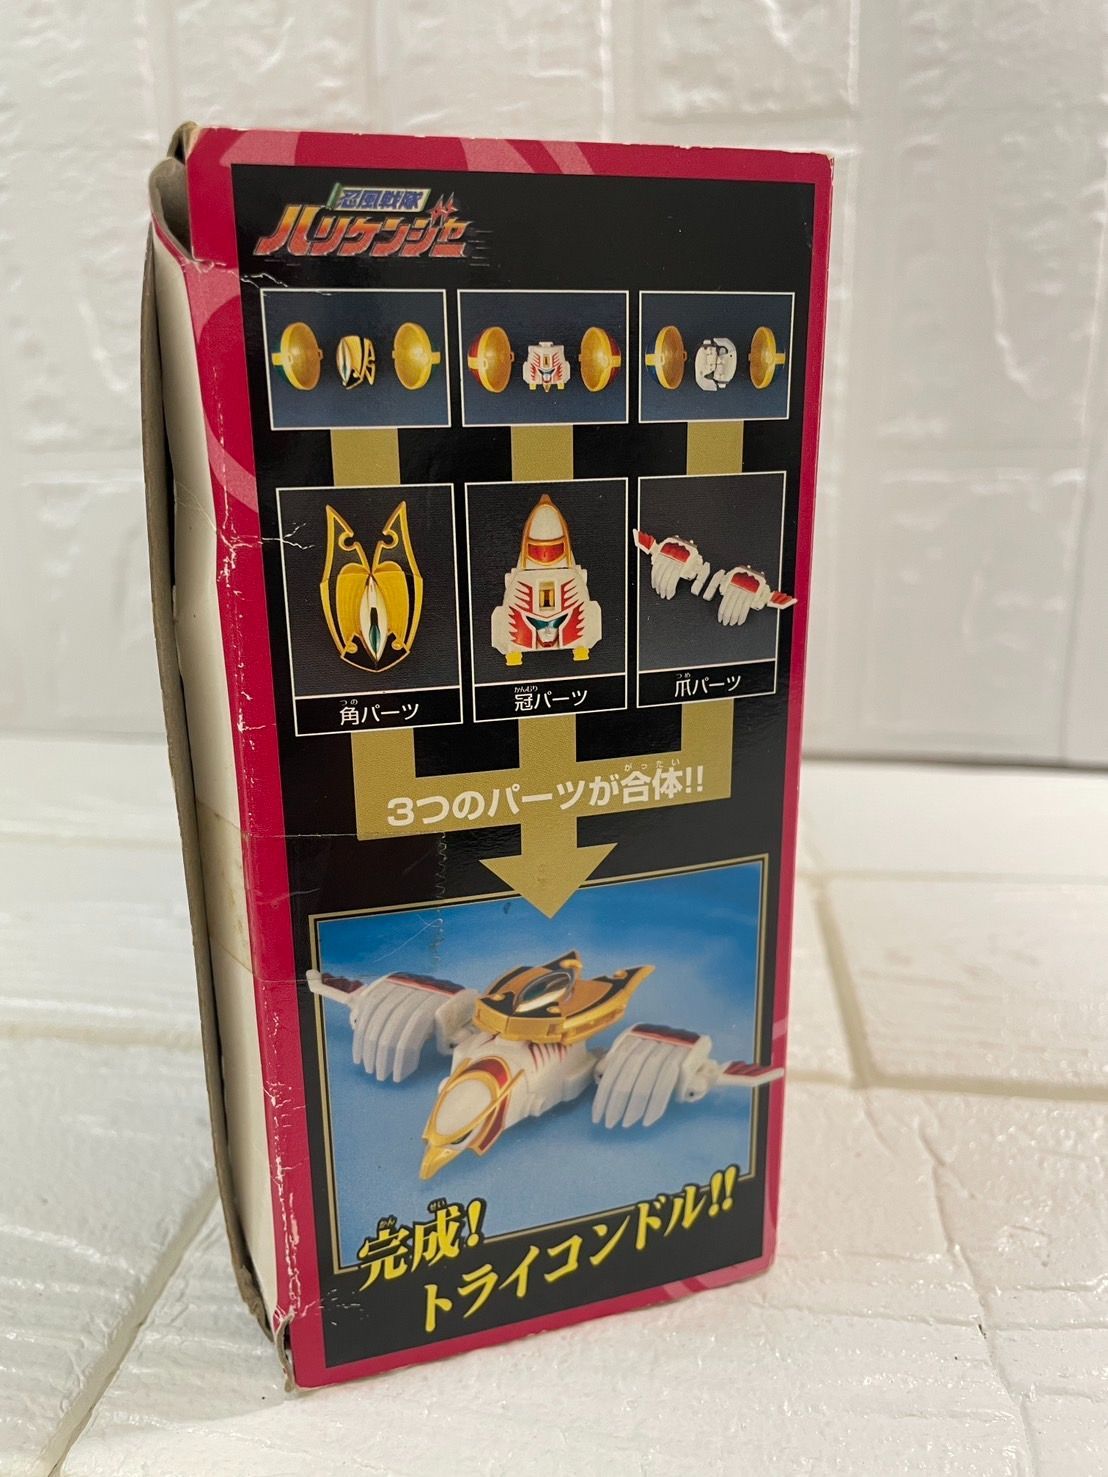 忍風戦隊
ハリケンジャー
つの
角パーツ
かんむり
冠パーツ
つめ
爪パーツ
がったい
3つのパーツが合体!!
かん せい
完成!
トライコンドル!!